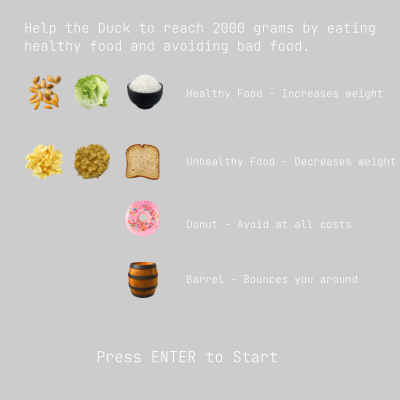 Help the Duck to reach 2000 grams by eating
healthy food and avoiding bad food.
Healthy Food - Increases weight
Unhealthy Food - Decreases weight
Donut - Avoid at all costs
Barrel - Bounces you around
Press ENTER to Start